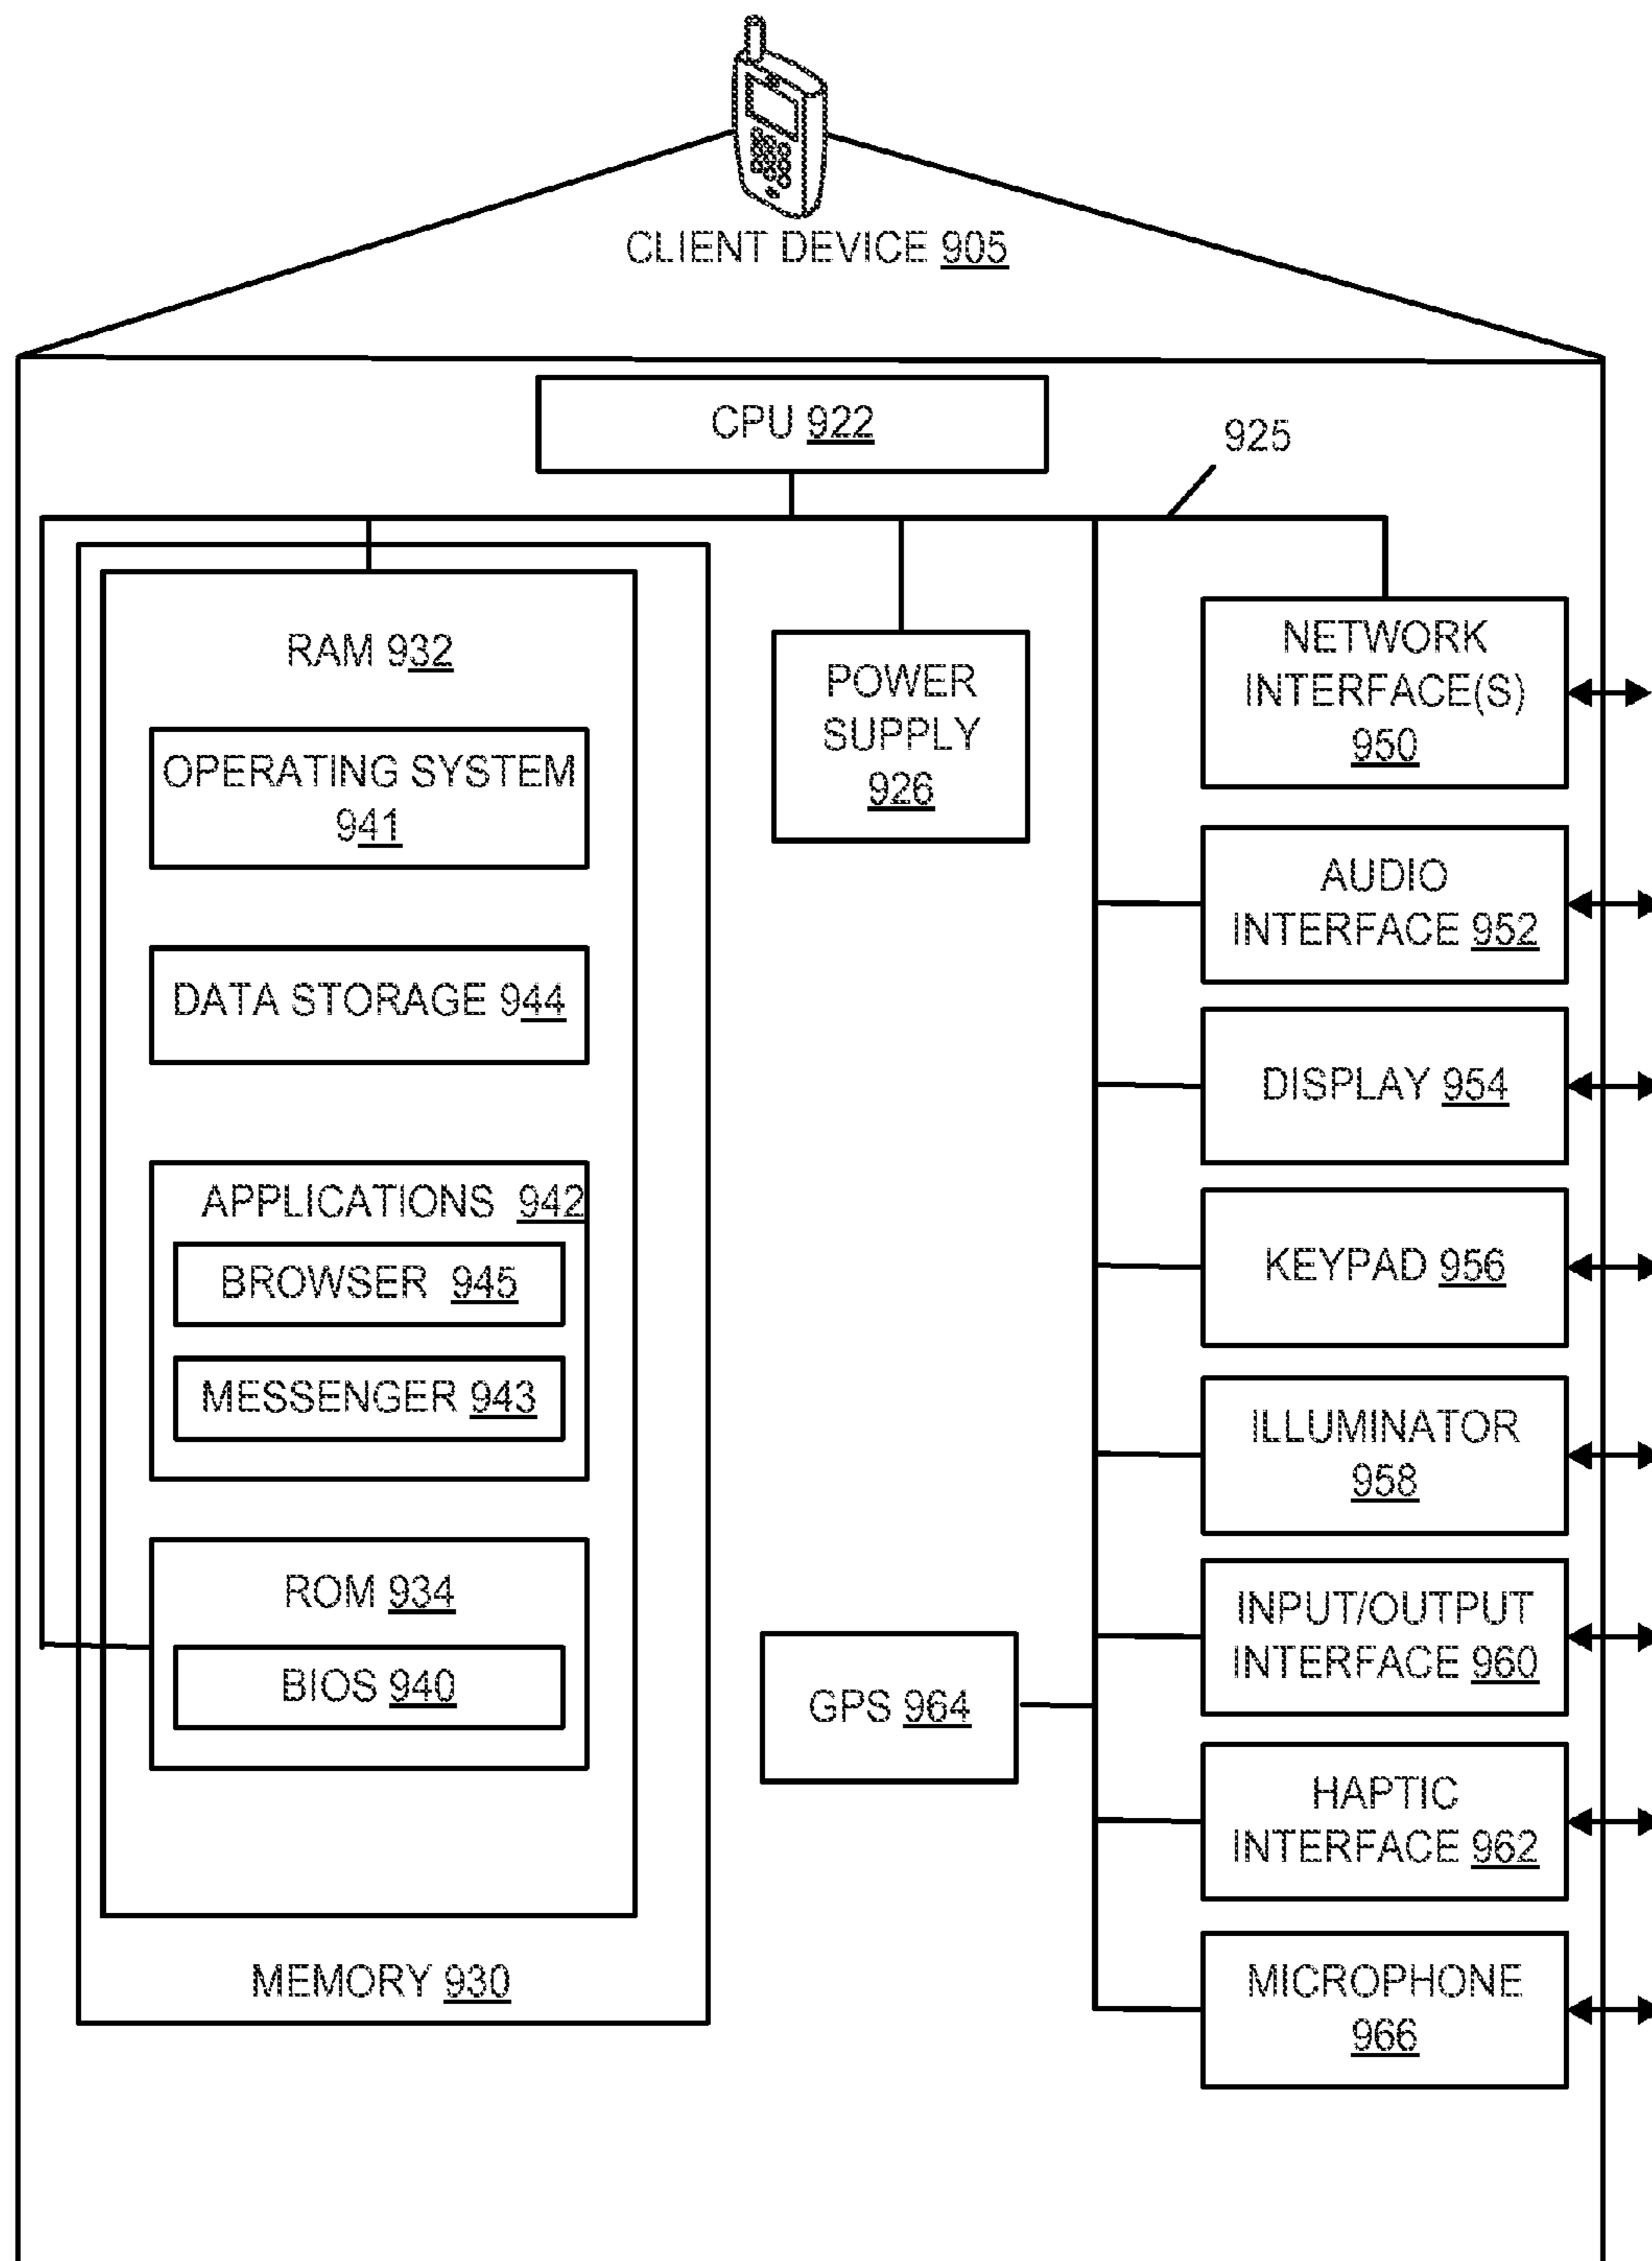 CLIENT DEVICE 905
CPU 922
925
RAM 932
OPERATING SYSTEM
941
DATA STORAGE 944
APPLICATIONS 942
BROWSER 945
MESSENGER 943
ROM 934
BIOS 940
MEMORY 930
POWER
SUPPLY
926
GPS 964
NETWORK
INTERFACE(S)
950
AUDIO
INTERFACE 952
DISPLAY 954
KEYPAD 956
ILLUMINATOR
958
INPUT/OUTPUT
INTERFACE 960
HAPTIC
INTERFACE 962
MICROPHONE
966